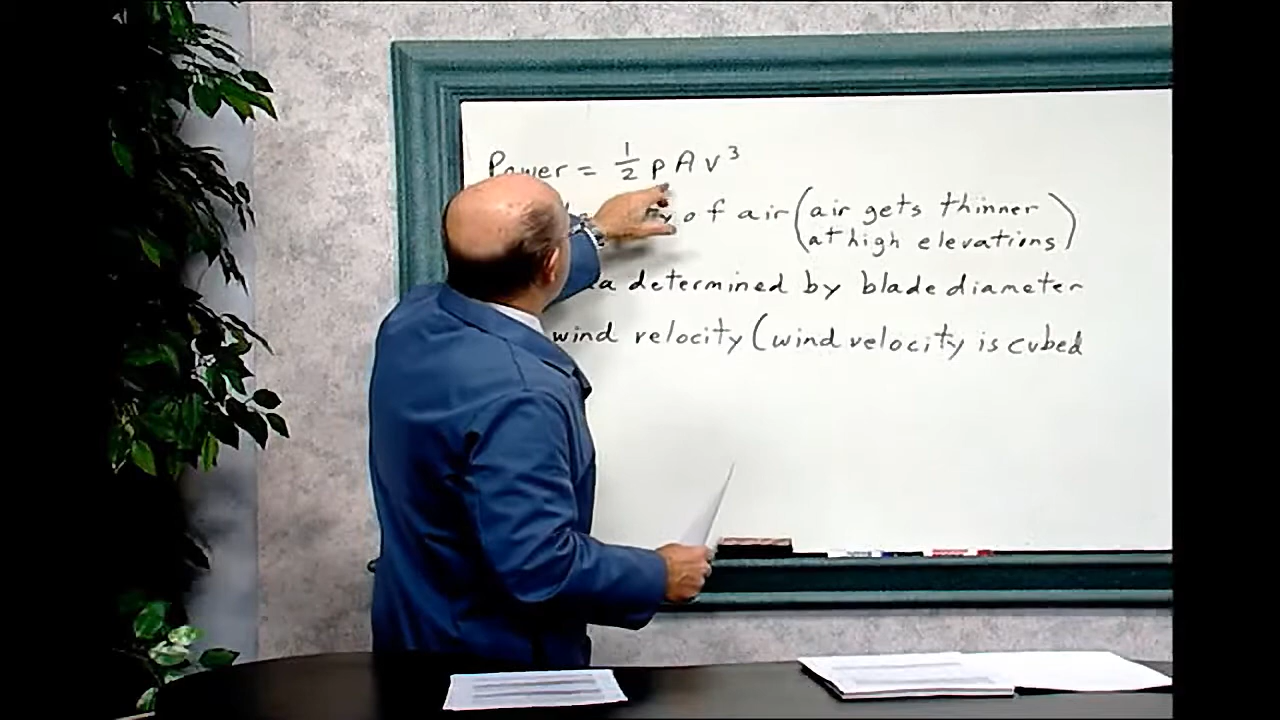 Power = 1/2 ρ A v³
of air (air gets thinner
at high elevations)
determined by blade diameter
wind velocity (wind velocity is cubed